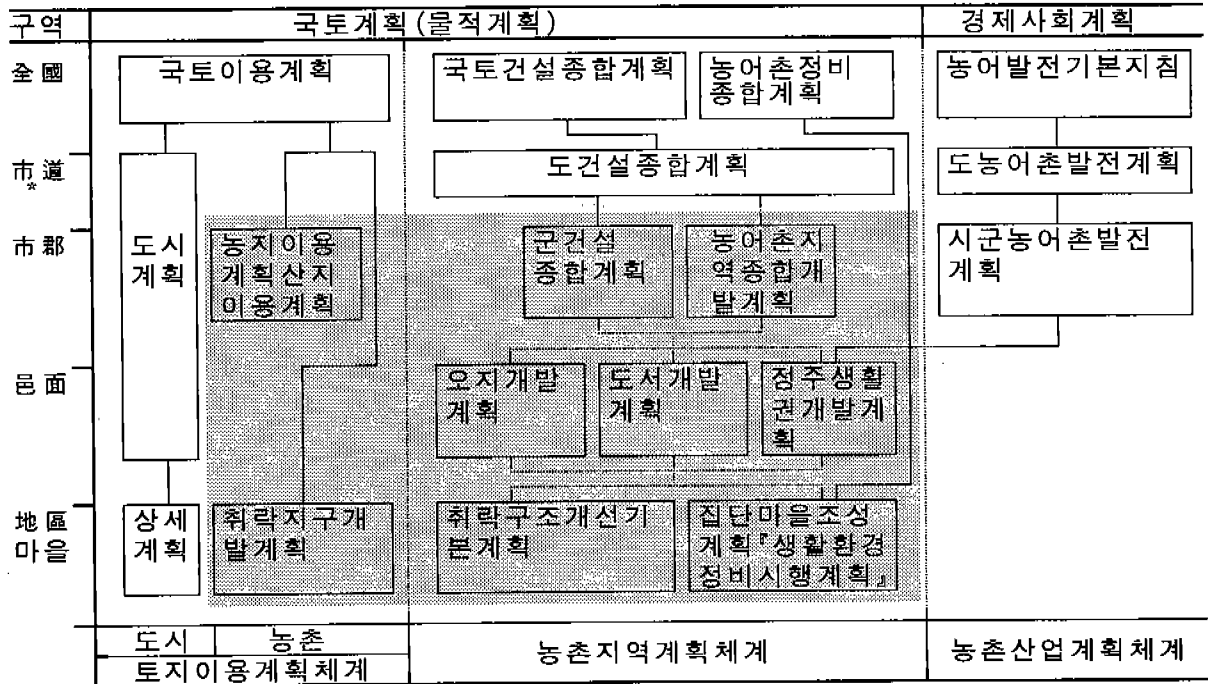 구역 국토계획(물적계획) 경제사회계획
全國 국토이용계획 국토건설종합계획 농어촌정비 농어발전기본지침
종합계획
市道 도건설종합계획 도농어촌발전계획
*
市郡 도시 농지이용 군건설 농어촌지 시군농어촌발전
계획 계획산지 종합계획 역종합개 계획
이용계획 발계획
邑面 오지개발 도서개발 정주생활
계획 계획 권개발계
획
地區 상세 취락지구개 취락구조개선기 집단마을조성
마을 계획 발계획 본계획 계획『생활환경
정비시행계획』
도시 농촌 농촌지역계획체계 농촌산업계획체계
토지이용계획체계